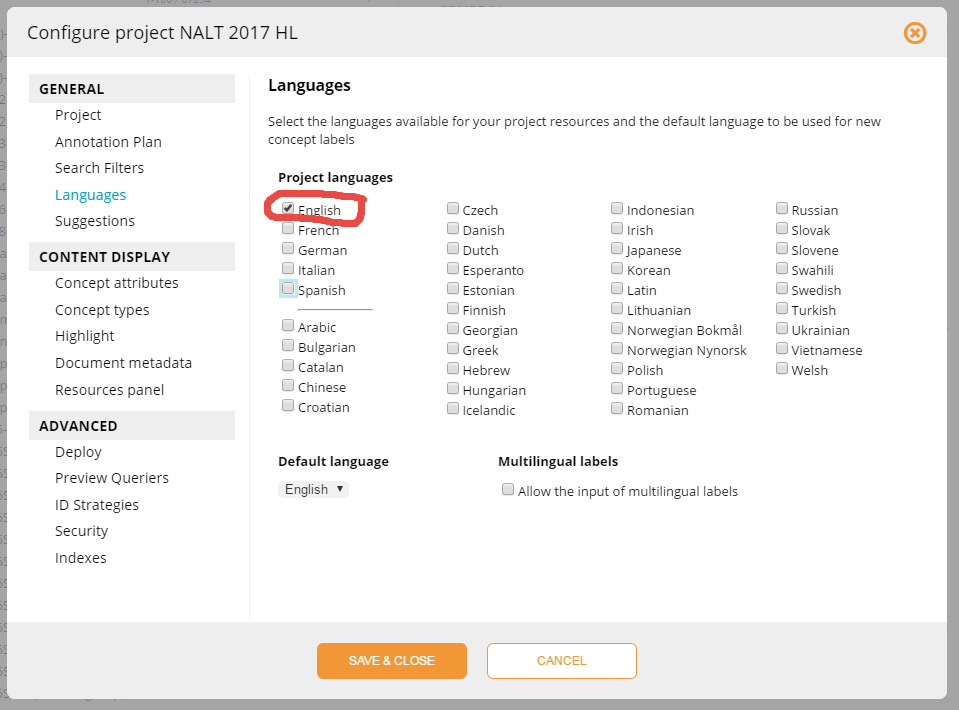 Configure project NALT 2017 HL
GENERAL
Project
Annotation Plan
Search Filters
Languages
Suggestions
CONTENT DISPLAY
Concept attributes
Concept types
Highlight
Document metadata
Resources panel
ADVANCED
Deploy
Preview Queriers
ID Strategies
Security
Indexes
Languages
Select the languages available for your project resources and the default language to be used for new
concept labels
Project languages
English
French
German
Italian
Spanish
Arabic
Bulgarian
Catalan
Chinese
Croatian
Czech
Danish
Dutch
Esperanto
Estonian
Finnish
Georgian
Greek
Hebrew
Hungarian
Icelandic
Indonesian
Irish
Japanese
Korean
Latin
Lithuanian
Norwegian Bokmål
Norwegian Nynorsk
Polish
Portuguese
Romanian
Russian
Slovak
Slovene
Swahili
Swedish
Turkish
Ukrainian
Vietnamese
Welsh
Default language
English
Multilingual labels
Allow the input of multilingual labels
SAVE & CLOSE
CANCEL